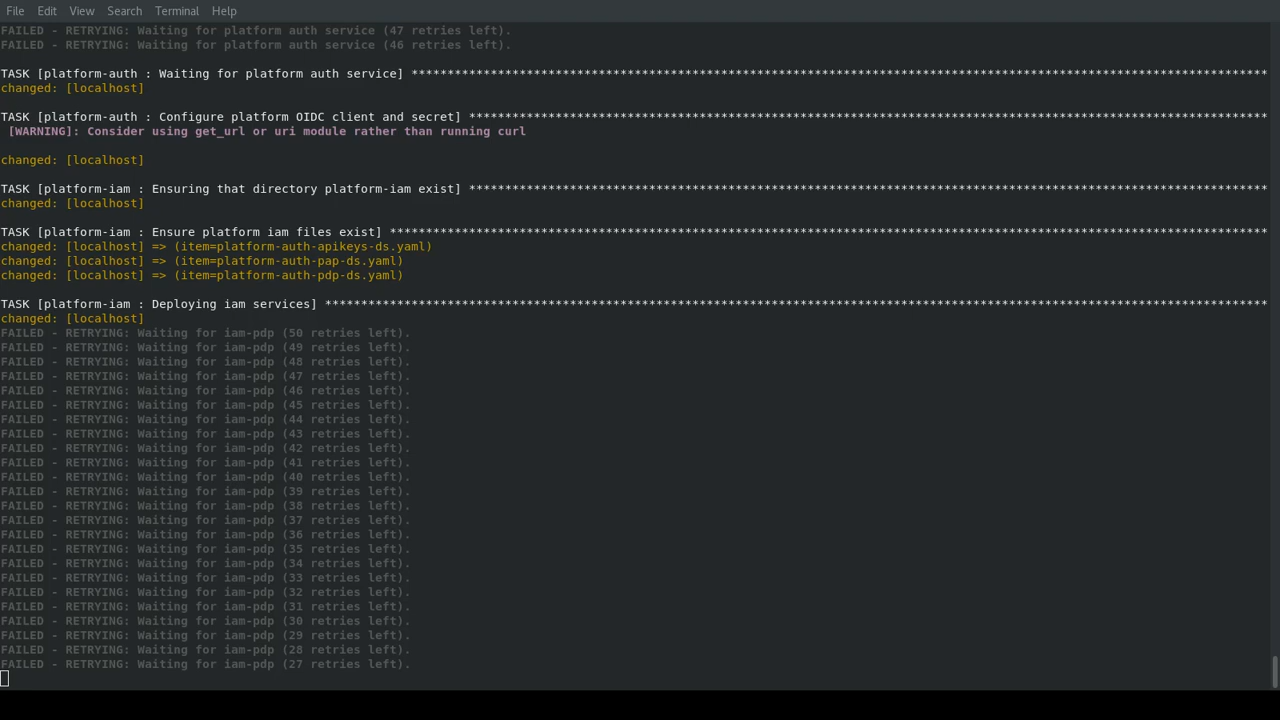 File Edit View Search Terminal Help
FAILED - RETRYING: Waiting for platform auth service (47 retries left).
FAILED - RETRYING: Waiting for platform auth service (46 retries left).
TASK [platform-auth : Waiting for platform auth service] ***********************************************************************************************************************
changed: [localhost]
TASK [platform-auth : Configure platform OIDC client and secret] ***************************************************************************************************************
[WARNING]: Consider using get_url or uri module rather than running curl
changed: [localhost]
TASK [platform-iam : Ensuring that directory platform-iam exist] ***************************************************************************************************************
changed: [localhost]
TASK [platform-iam : Ensure platform iam files exist] **************************************************************************************************************************
changed: [localhost] => (item=platform-auth-apikeys-ds.yaml)
changed: [localhost] => (item=platform-auth-pap-ds.yaml)
changed: [localhost] => (item=platform-auth-pdp-ds.yaml)
TASK [platform-iam : Deploying iam services] ***********************************************************************************************************************************
changed: [localhost]
FAILED - RETRYING: Waiting for iam-pdp (50 retries left).
FAILED - RETRYING: Waiting for iam-pdp (49 retries left).
FAILED - RETRYING: Waiting for iam-pdp (48 retries left).
FAILED - RETRYING: Waiting for iam-pdp (47 retries left).
FAILED - RETRYING: Waiting for iam-pdp (46 retries left).
FAILED - RETRYING: Waiting for iam-pdp (45 retries left).
FAILED - RETRYING: Waiting for iam-pdp (44 retries left).
FAILED - RETRYING: Waiting for iam-pdp (43 retries left).
FAILED - RETRYING: Waiting for iam-pdp (42 retries left).
FAILED - RETRYING: Waiting for iam-pdp (41 retries left).
FAILED - RETRYING: Waiting for iam-pdp (40 retries left).
FAILED - RETRYING: Waiting for iam-pdp (39 retries left).
FAILED - RETRYING: Waiting for iam-pdp (38 retries left).
FAILED - RETRYING: Waiting for iam-pdp (37 retries left).
FAILED - RETRYING: Waiting for iam-pdp (36 retries left).
FAILED - RETRYING: Waiting for iam-pdp (35 retries left).
FAILED - RETRYING: Waiting for iam-pdp (34 retries left).
FAILED - RETRYING: Waiting for iam-pdp (33 retries left).
FAILED - RETRYING: Waiting for iam-pdp (32 retries left).
FAILED - RETRYING: Waiting for iam-pdp (31 retries left).
FAILED - RETRYING: Waiting for iam-pdp (30 retries left).
FAILED - RETRYING: Waiting for iam-pdp (29 retries left).
FAILED - RETRYING: Waiting for iam-pdp (28 retries left).
FAILED - RETRYING: Waiting for iam-pdp (27 retries left).